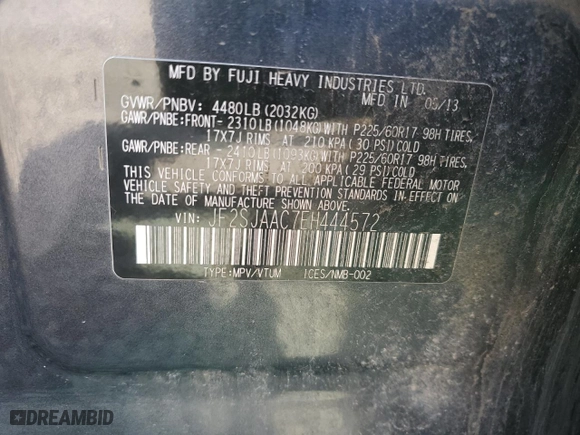 MFD BY FUJI HEAVY INDUSTRIES LTD.
MFD IN 05/13
GVWR/PNBV: 4480LB(2032KG)
GAWR/PNBE:FRONT- 2310LB(1048KG)WITH P225/60R17 98H TIRES,
17X7J RIMS, AT 210 KPA( 30 PSI)COLD
GAWR/PNBE:REAR - 2410LB(1093KG)WITH P225/60R17 98H TIRES,
17X7J RIMS, AT 200 KPA( 29 PSI)COLD
THIS VEHICLE CONFORMS TO ALL APPLICABLE FEDERAL MOTOR
VEHICLE SAFETY AND THEFT PREVENTION STANDARDS IN EFFECT
ON THE DATE OF MANUFACTURE SHOWN ABOVE.
VIN: JF2SJAAC7EH444572
TYPE:MPV/VTUM ICES/NMB-002
DREAMBID